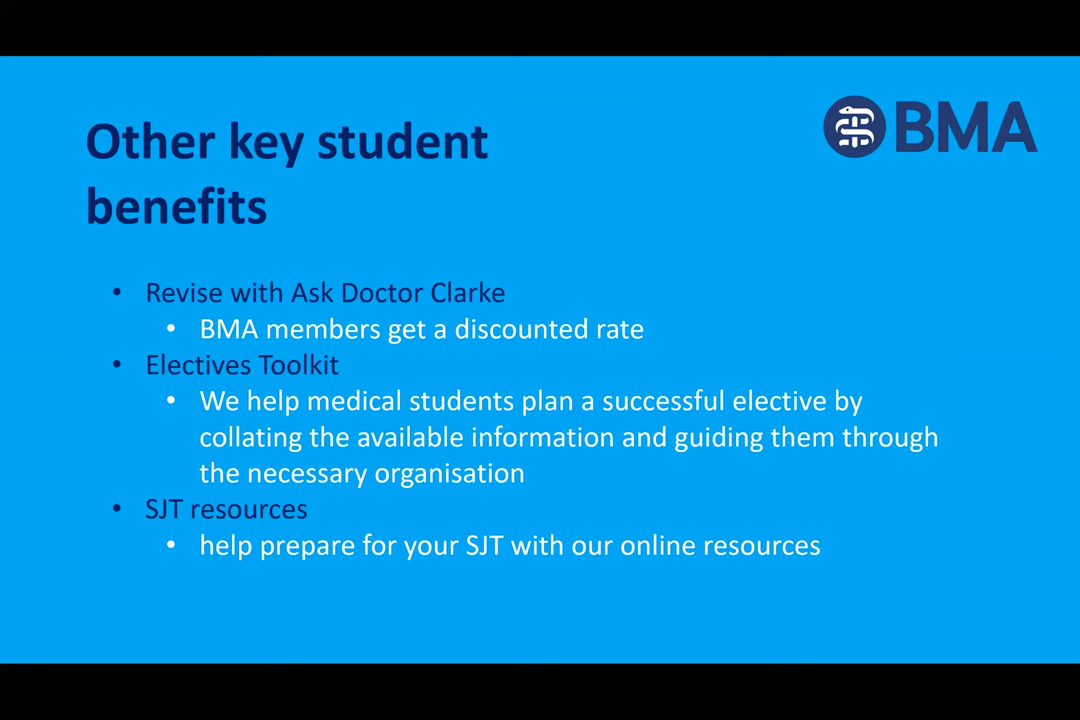 Other key student
benefits
BMA
• Revise with Ask Doctor Clarke
• BMA members get a discounted rate
• Electives Toolkit
• We help medical students plan a successful elective by
collating the available information and guiding them through
the necessary organisation
• SJT resources
• help prepare for your SJT with our online resources